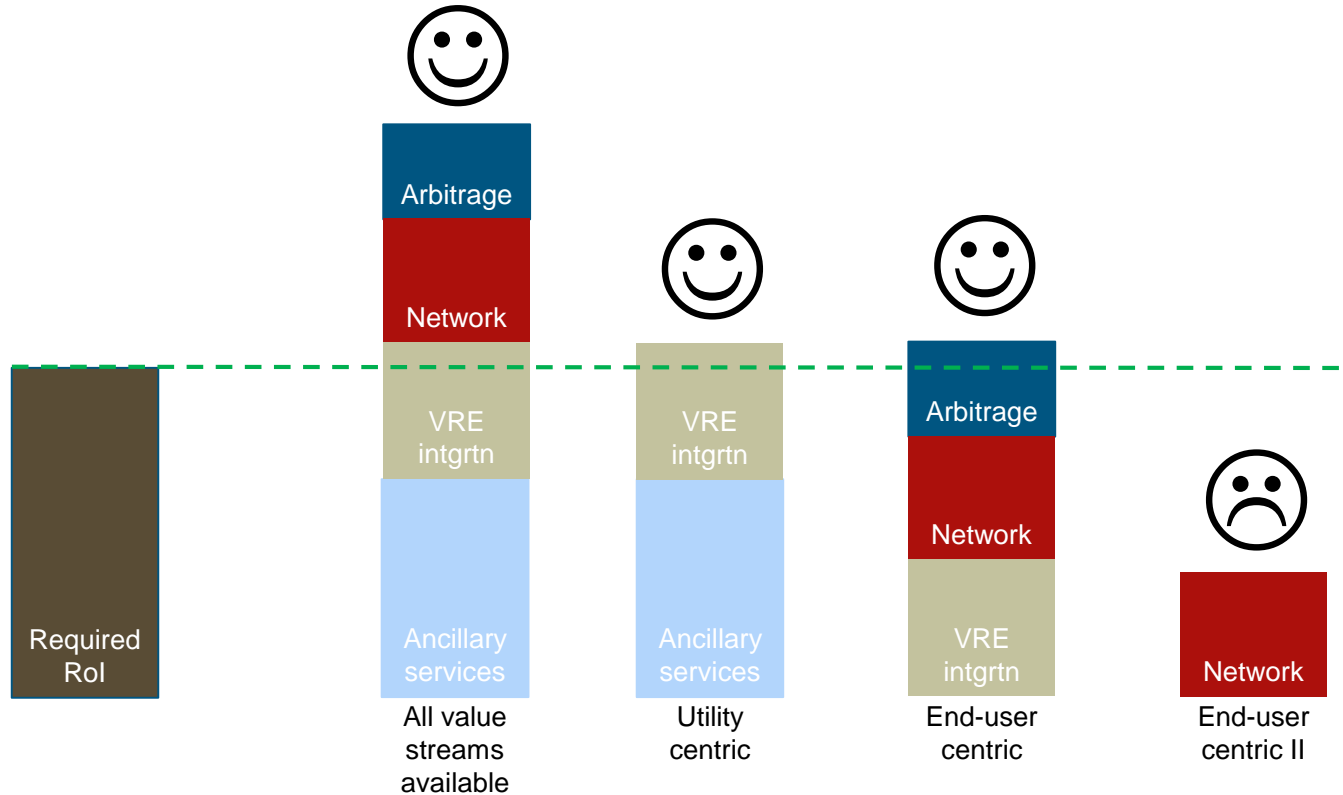 Arbitrage
Network
VRE
intgrtn
Ancillary
services
All value
streams
available
VRE
intgrtn
Ancillary
services
Utility
centric
Arbitrage
Network
VRE
intgrtn
End-user
centric
Network
End-user
centric II
Required
RoI